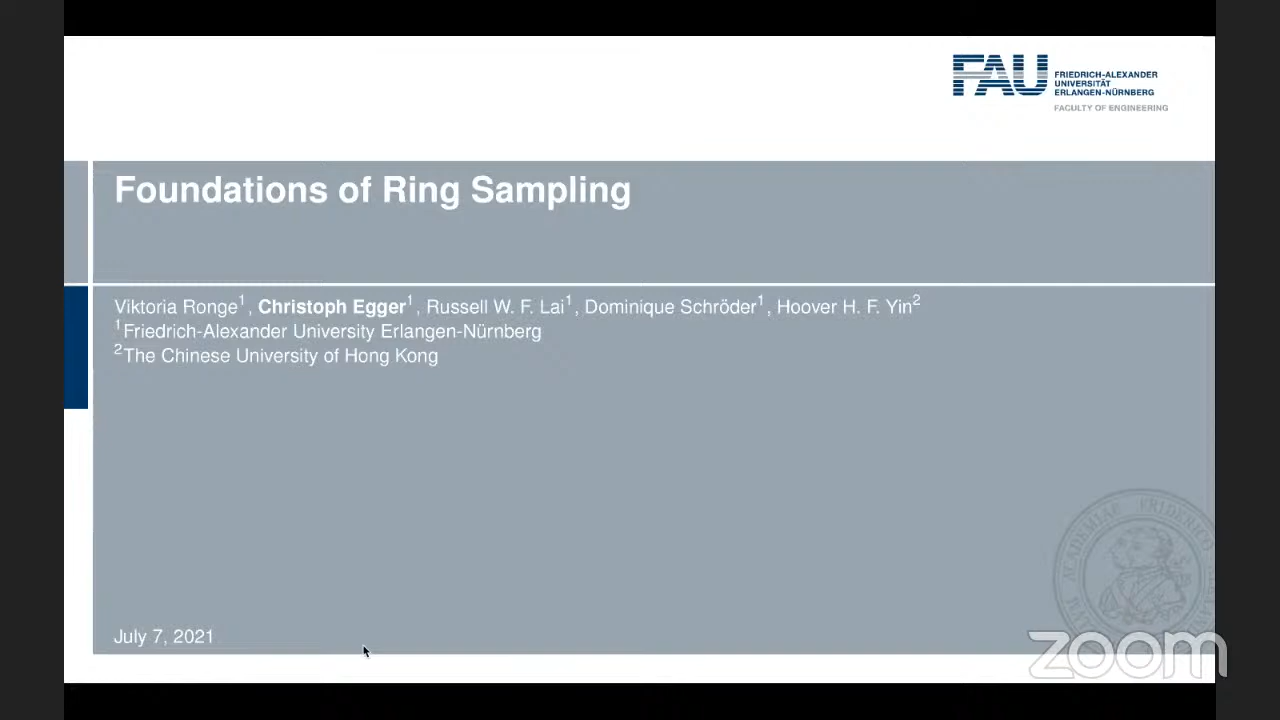 FAU
FRIEDRICH-ALEXANDER
UNIVERSITÄT
ERLANGEN-NÜRNBERG
FACULTY OF ENGINEERING
Foundations of Ring Sampling
Viktoria Ronge¹, Christoph Egger¹, Russell W. F. Lai¹, Dominique Schröder¹, Hoover H. F. Yin²
¹Friedrich-Alexander University Erlangen-Nürnberg
²The Chinese University of Hong Kong
July 7, 2021
zoom